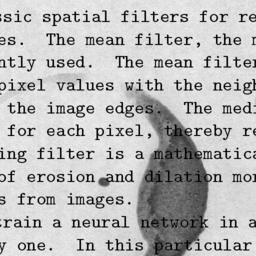 ssic spatial filters for re
es. The mean filter, the m
ntly used. The mean filter
pixel values with the neigh
the image edges. The medi
for each pixel, thereby re
ing filter is a mathematica
of erosion and dilation mor
s from images.
train a neural network in a
y one. In this particular